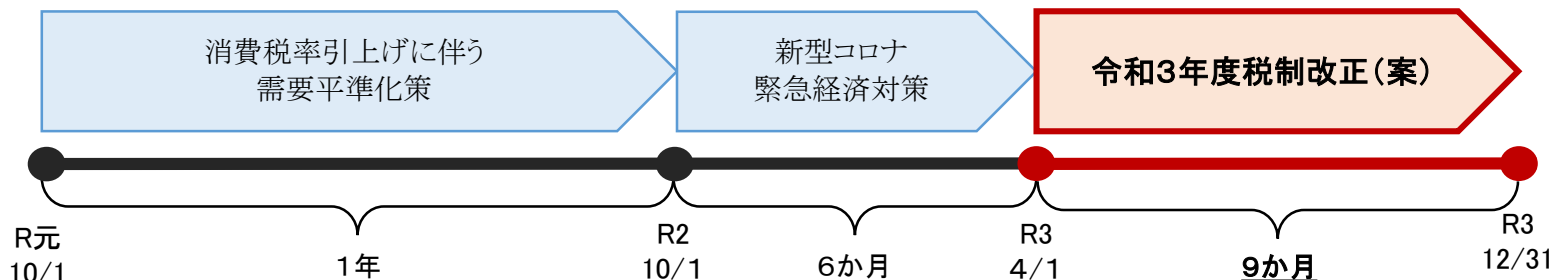 消費税率引上げに伴う
需要平準化策
新型コロナ
緊急経済対策
令和３年度税制改正（案）
R元
10/1
１年
R2
10/1
６か月
R3
4/1
９か月
R3
12/31